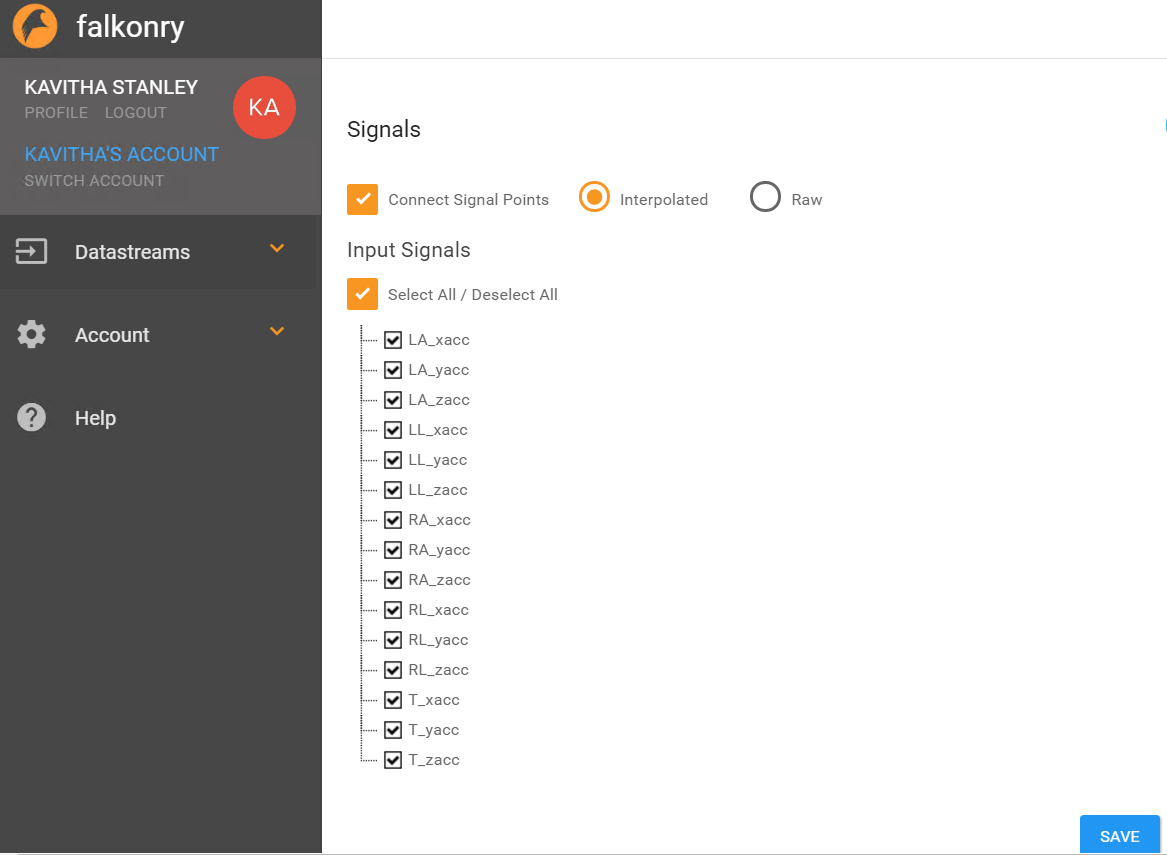 falkonry
KAVITHA STANLEY
PROFILE LOGOUT
KA
KAVITHA'S ACCOUNT
SWITCH ACCOUNT
Datastreams
Account
Help
Signals
Connect Signal Points Interpolated Raw
Input Signals
Select All / Deselect All
LA_xacc
LA_yacc
LA_zacc
LL_xacc
LL_yacc
LL_zacc
RA_xacc
RA_yacc
RA_zacc
RL_xacc
RL_yacc
RL_zacc
T_xacc
T_yacc
T_zacc
SAVE